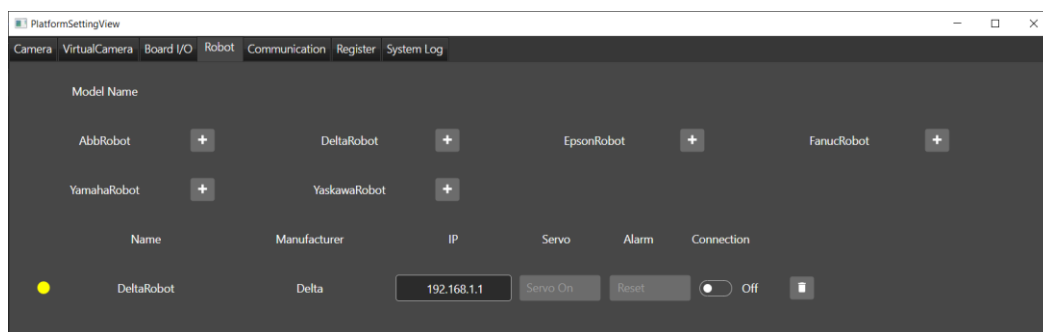 PlatformSettingView
Camera VirtualCamera Board I/O Robot Communication Register System Log
Model Name
AbbRobot + DeltaRobot + EpsonRobot + FanucRobot +
YamahaRobot + YaskawaRobot +
Name Manufacturer IP Servo Alarm Connection
DeltaRobot Delta 192.168.1.1 Servo On Reset Off